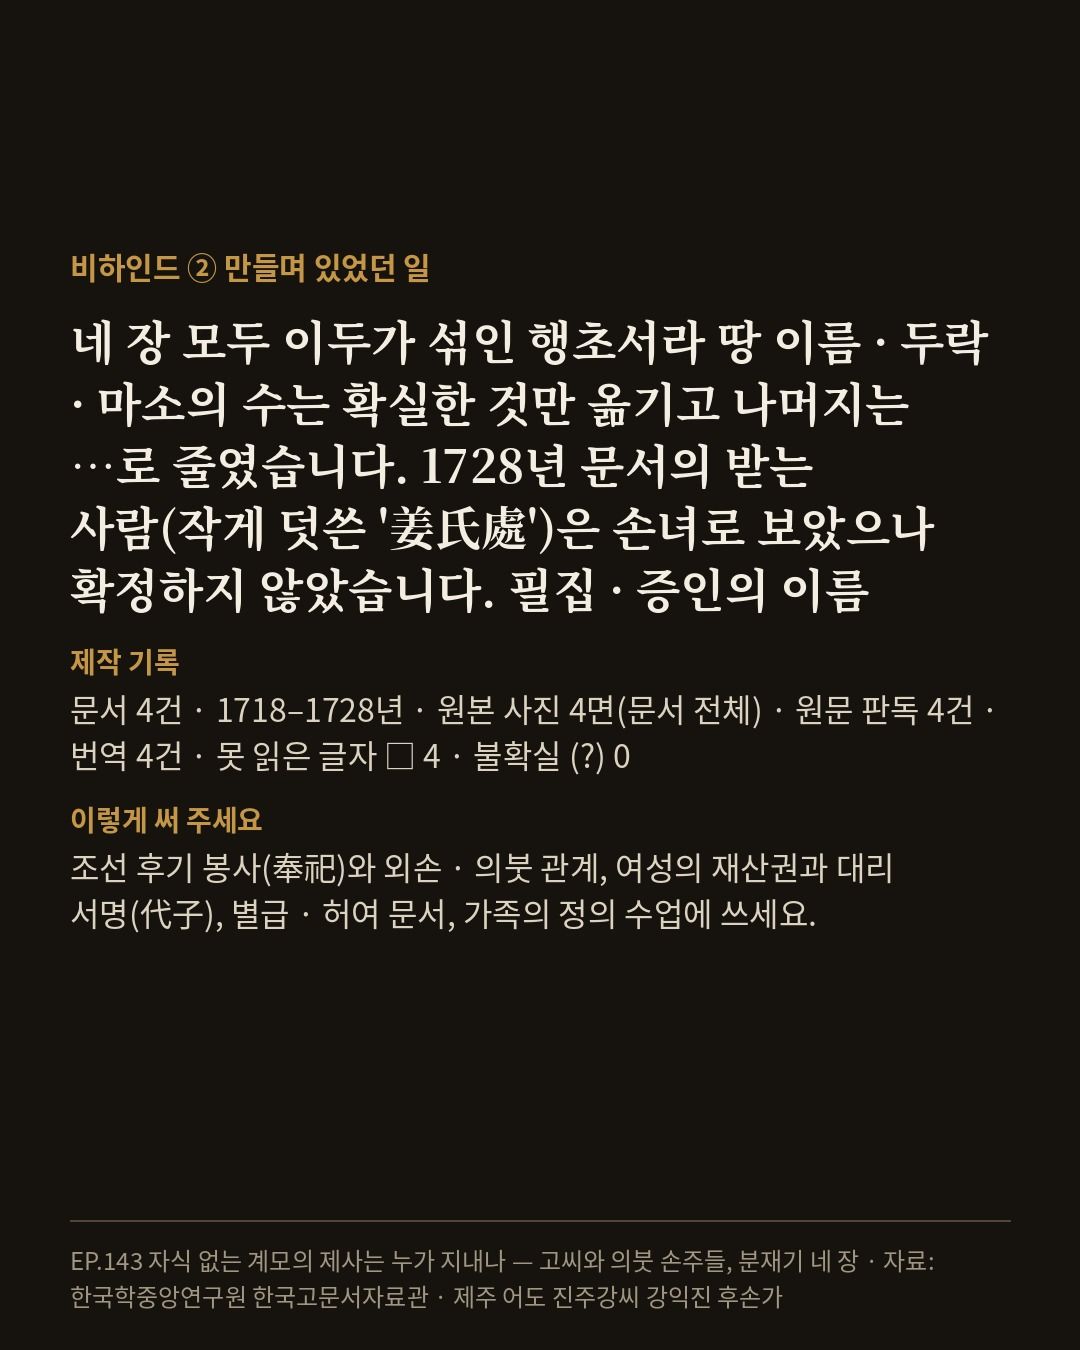 비하인드 ② 만들며 있었던 일
네 장 모두 이두가 섞인 행초서라 땅 이름 · 두락
· 마소의 수는 확실한 것만 옮기고 나머지는
…로 줄였습니다. 1728년 문서의 받는
사람(작게 덧쓴 '姜氏處')은 손녀로 보았으나
확정하지 않았습니다. 필집 · 증인의 이름
제작 기록
문서 4건 · 1718–1728년 · 원본 사진 4면(문서 전체) · 원문 판독 4건 ·
번역 4건 · 못 읽은 글자 □ 4 · 불확실 (?) 0
이렇게 써 주세요
조선 후기 봉사(奉祀)와 외손 · 의붓 관계, 여성의 재산권과 대리
서명(代子), 별급 · 허여 문서, 가족의 정의 수업에 쓰세요.
EP.143 자식 없는 계모의 제사는 누가 지내나 — 고씨와 의붓 손주들, 분재기 네 장 · 자료:
한국학중앙연구원 한국고문서자료관 · 제주 어도 진주강씨 강익진 후손가